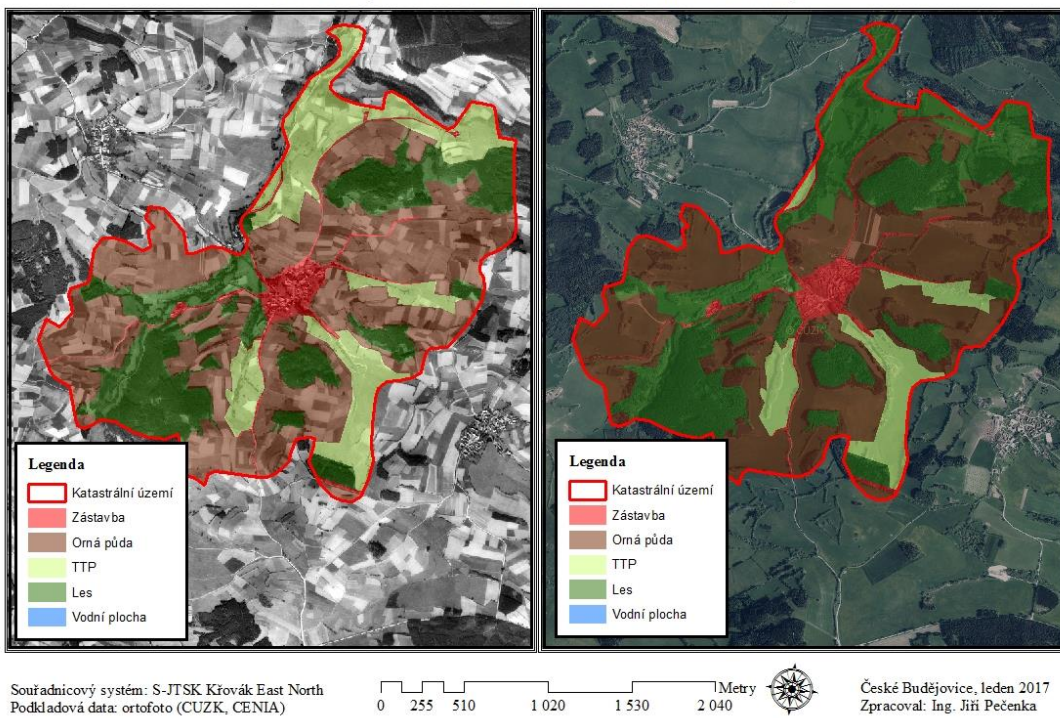 Legenda
Katastrální území
Zástavba
Orná půda
TTP
Les
Vodní plocha
© CUZK
Legenda
Katastrální území
Zástavba
Orná půda
TTP
Les
Vodní plocha
Souřadnicový systém: S-JTSK Křovák East North
Podkladová data: ortofoto (CUZK, CENIA)
Metry
0 255 510 1 020 1 530 2 040
České Budějovice, leden 2017
Zpracoval: Ing. Jiří Pečenka